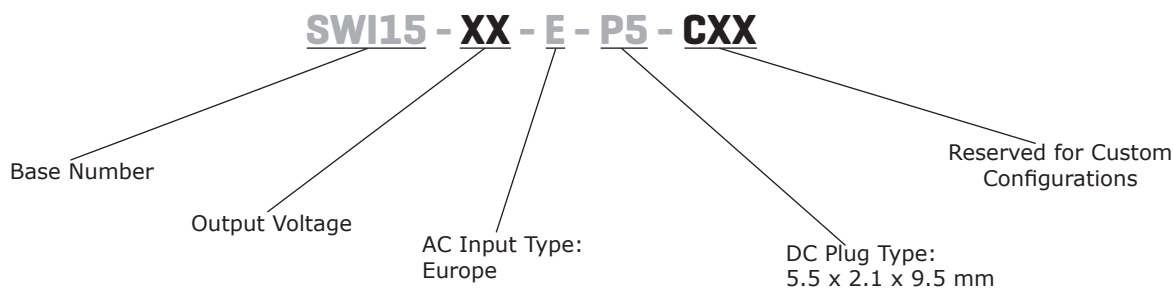 SWI15 - XX - E - P5 - CXX
Base Number
Output Voltage
AC Input Type:
Europe
DC Plug Type:
5.5 x 2.1 x 9.5 mm
Reserved for Custom
Configurations